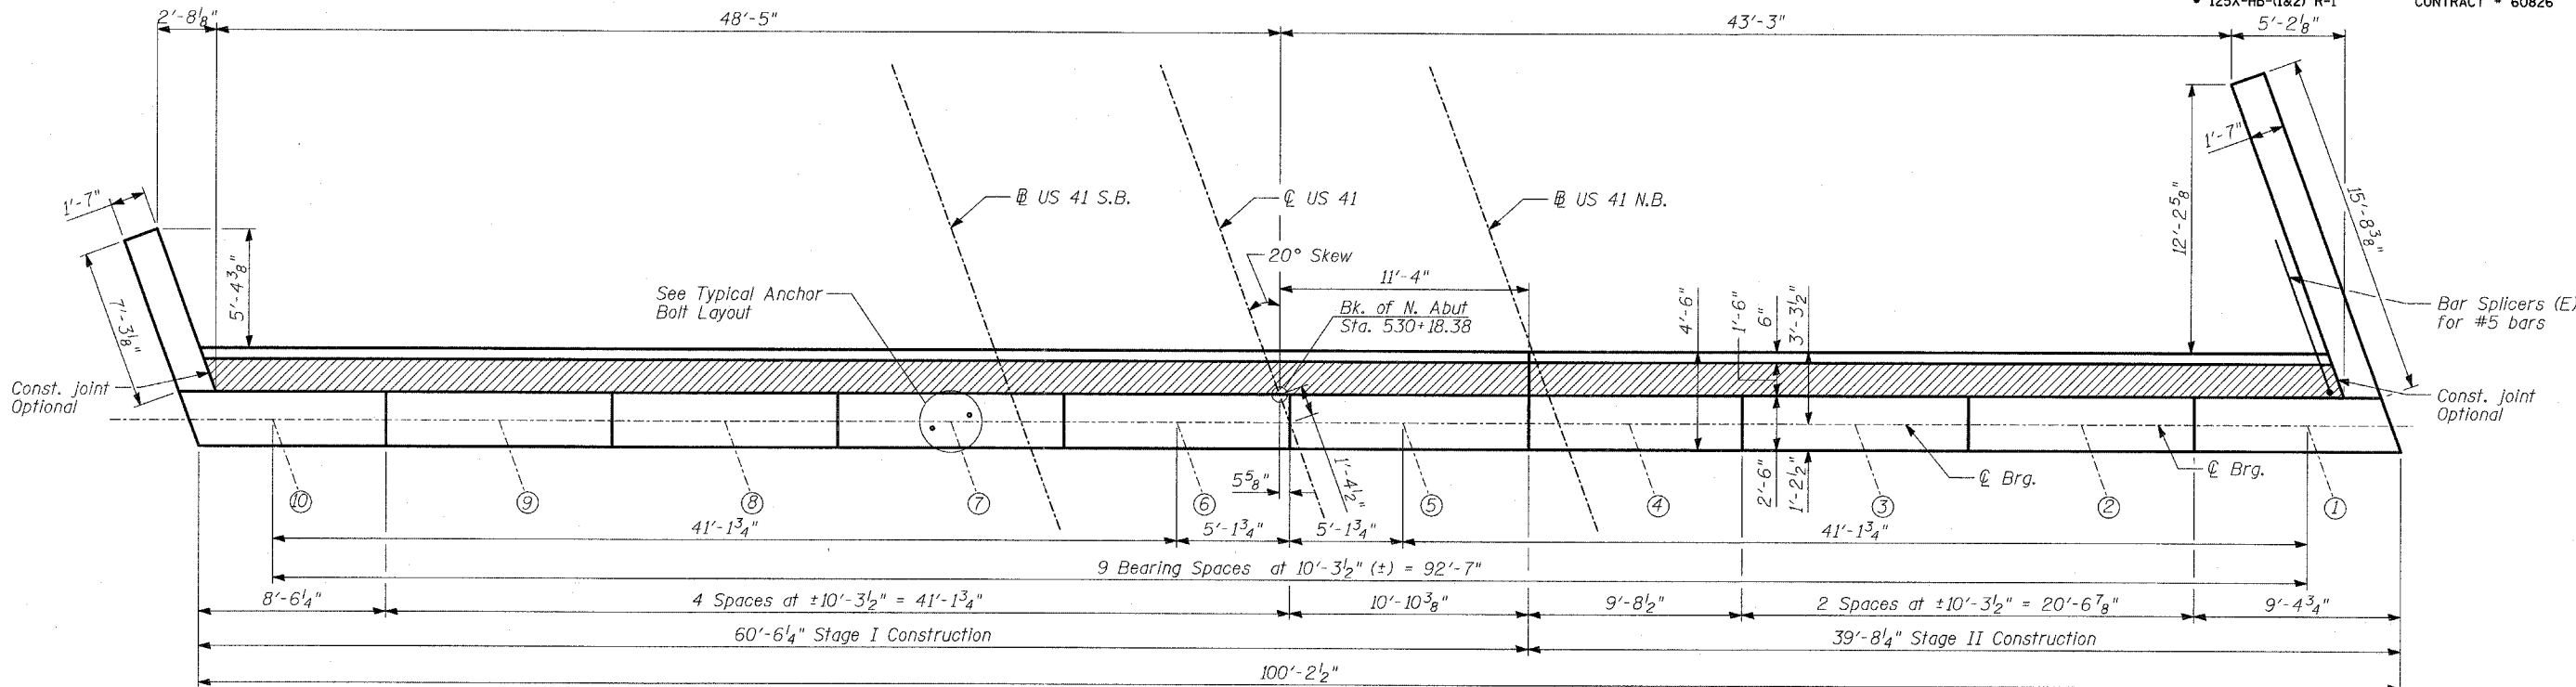 • 125X-HB-(1&2) R-1
CONTRACT # 60826
2'-8⅛"
48'-5"
43'-3"
5'-2⅛"
1'-7"
7'-3⅛"
5'-4⅜"
Const. joint
Optional
See Typical Anchor
Bolt Layout
℄ US 41
US 41 S.B.
US 41 N.B.
20° Skew
11'-4"
Bk. of N. Abut
Sta. 530+18.38
4'-6"
1'-6"
6"
3'-3½"
12'-2⅝"
1'-7"
15'-8⅜"
Bar Splicers (E)
for #5 bars
Const. joint
Optional
5⅝"
1'-4½"
2'-6"
1'-2½"
℄ Brg.
℄ Brg.
10
9
8
7
6
5
4
3
2
1
41'-1¾"
5'-1¾"
5'-1¾"
41'-1¾"
9 Bearing Spaces at 10'-3½" (±) = 92'-7"
8'-6¼"
4 Spaces at ±10'-3½" = 41'-1¾"
10'-10⅜"
9'-8½"
2 Spaces at ±10'-3½" = 20'-6⅞"
9'-4¾"
60'-6¼" Stage I Construction
39'-8¼" Stage II Construction
100'-2½"